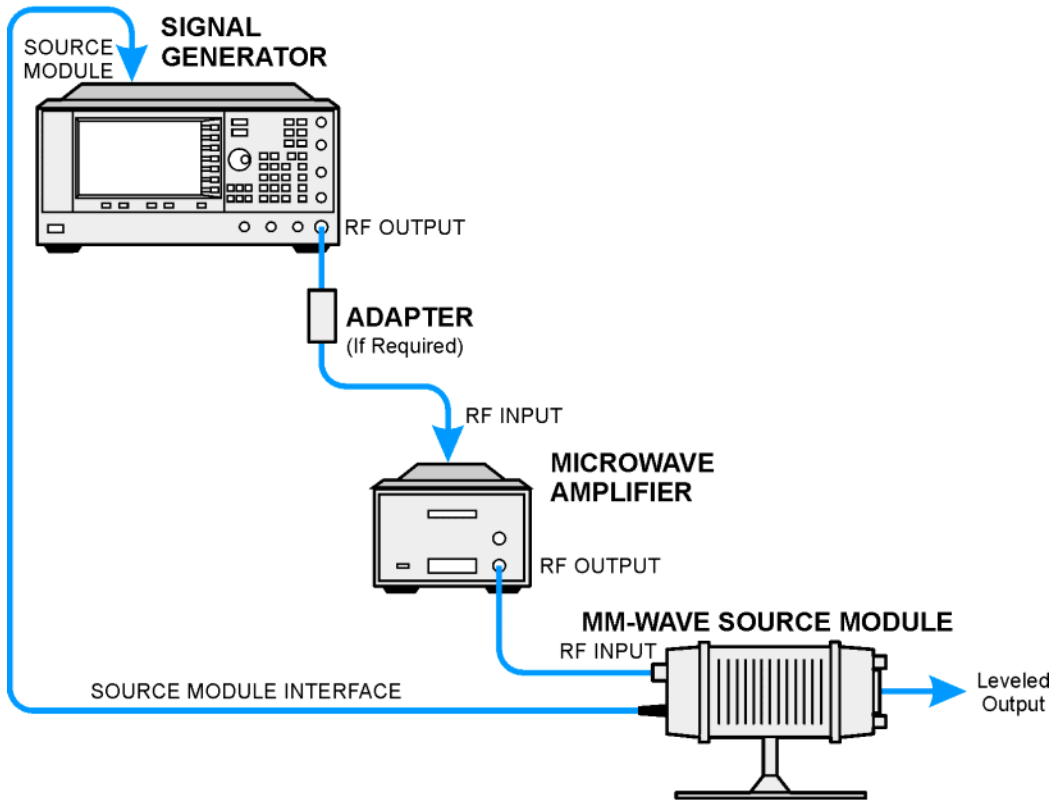 SIGNAL
GENERATOR
SOURCE
MODULE
RF OUTPUT
ADAPTER
(If Required)
RF INPUT
MICROWAVE
AMPLIFIER
RF OUTPUT
MM-WAVE SOURCE MODULE
RF INPUT
SOURCE MODULE INTERFACE
Leveled
Output